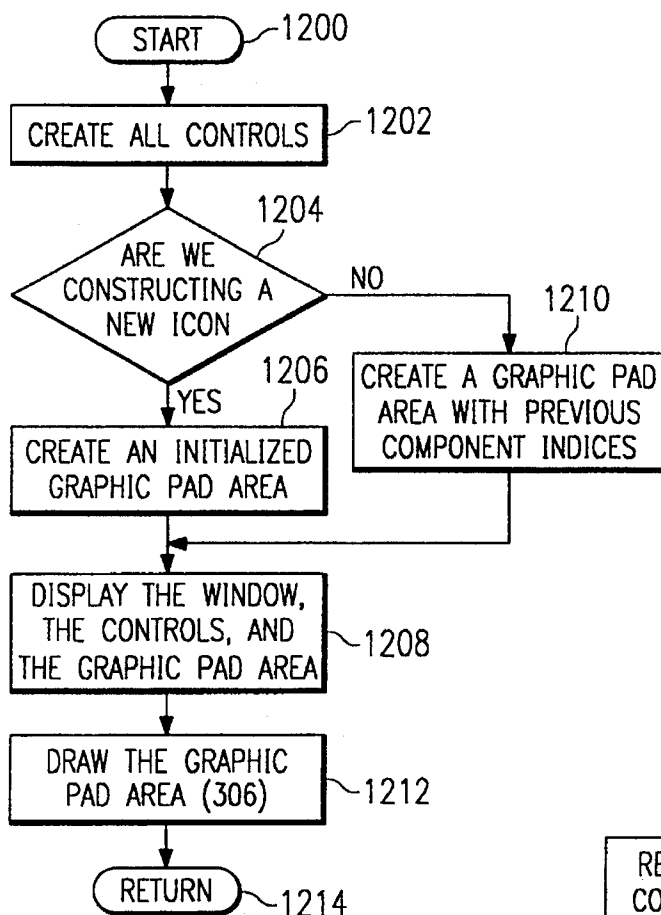 START
1200
CREATE ALL CONTROLS
1202
1204
ARE WE
CONSTRUCTING A
NEW ICON
NO
YES
1206
CREATE AN INITIALIZED
GRAPHIC PAD AREA
1210
CREATE A GRAPHIC PAD
AREA WITH PREVIOUS
COMPONENT INDICES
DISPLAY THE WINDOW,
THE CONTROLS, AND
THE GRAPHIC PAD AREA
1208
DRAW THE GRAPHIC
PAD AREA (306)
1212
RETURN
1214
RE
CO